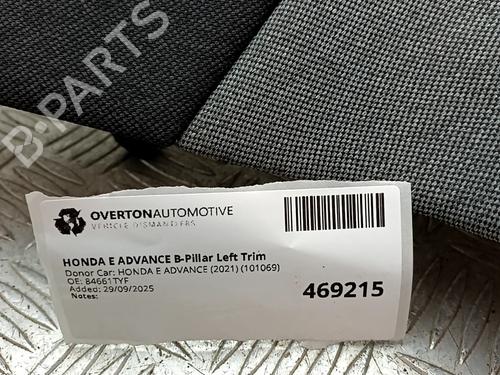 B-PARTS
OVERTONAUTOMOTIVE
VEHICLE DISMANTLERS
HONDA E ADVANCE B-Pillar Left Trim
Donor Car: HONDA E ADVANCE (2021) (101069)
OE: 84661TYF
Added: 29/09/2025
Notes:
469215